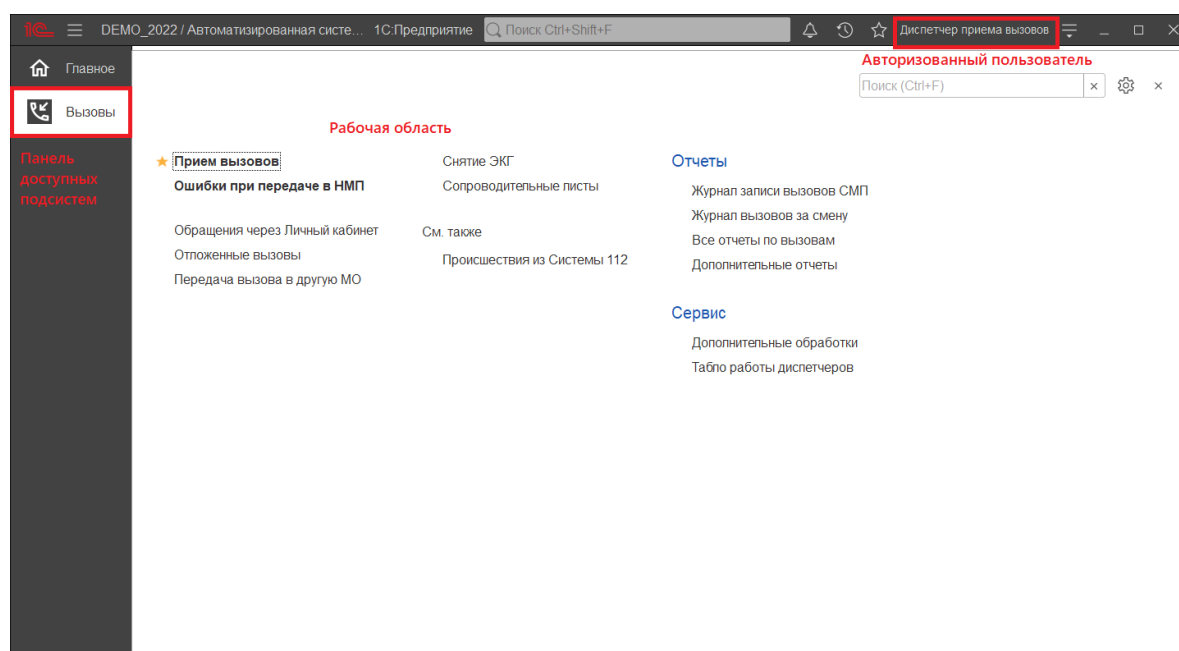 1С DEMO_2022 / Автоматизированная систе... 1С:Предприятие Поиск Ctrl+Shift+F Диспетчер приема вызовов
Авторизованный пользователь
Главное
Поиск (Ctrl+F)
Вызовы
Рабочая область
Панель
доступных
подсистем
Прием вызовов
Ошибки при передаче в НМП
Обращения через Личный кабинет
Отложенные вызовы
Передача вызова в другую МО
Снятие ЭКГ
Сопроводительные листы
См. также
Происшествия из Системы 112
Отчеты
Журнал записи вызовов СМП
Журнал вызовов за смену
Все отчеты по вызовам
Дополнительные отчеты
Сервис
Дополнительные обработки
Табло работы диспетчеров